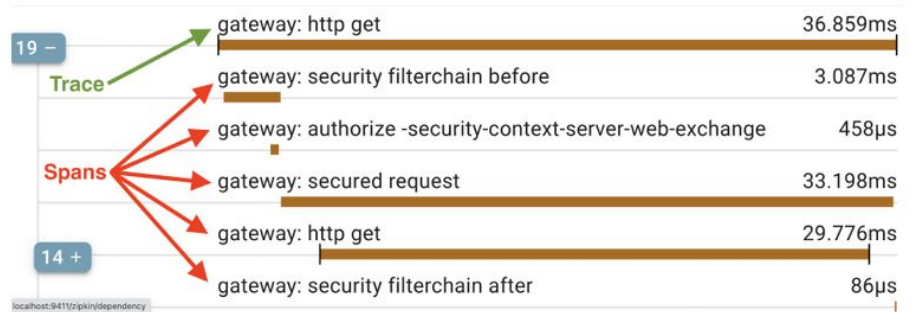 gateway: http get 36.859ms
19 −
Trace
gateway: security filterchain before 3.087ms
gateway: authorize -security-context-server-web-exchange 458μs
Spans
gateway: secured request 33.198ms
gateway: http get 29.776ms
14 +
gateway: security filterchain after 86μs
localhost:9411/zipkin/dependency